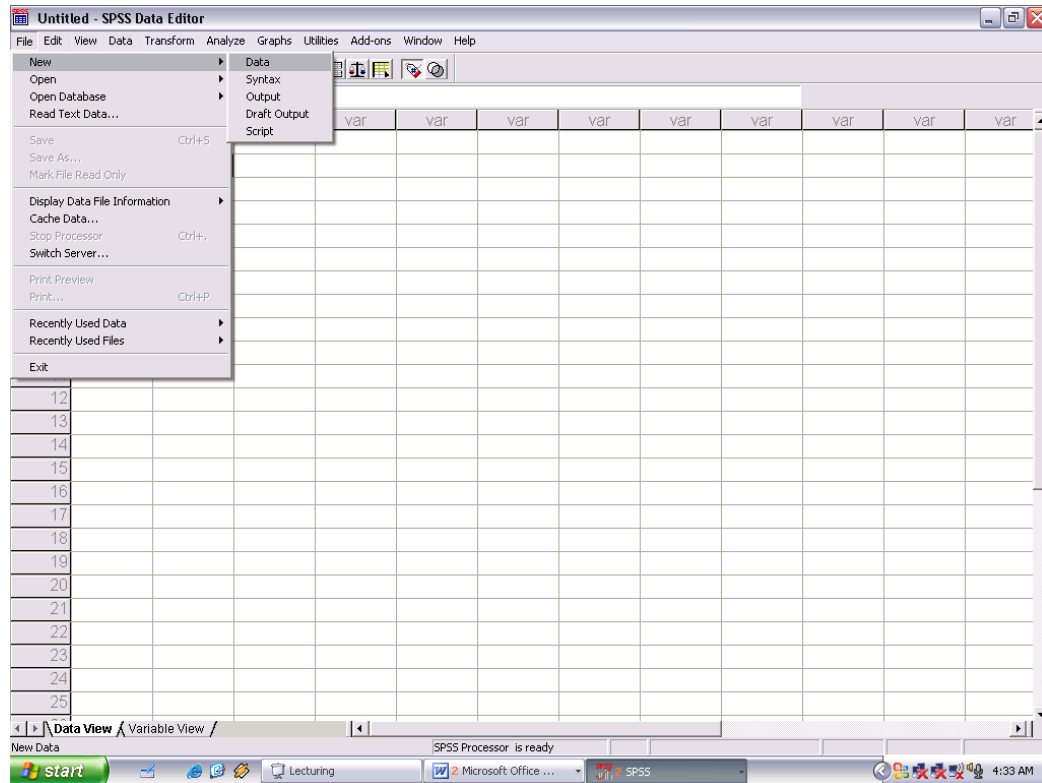 Untitled - SPSS Data Editor
File Edit View Data Transform Analyze Graphs Utilities Add-ons Window Help
New
Open
Open Database
Read Text Data...
Save Ctrl+S
Save As...
Mark File Read Only
Display Data File Information
Cache Data...
Stop Processor Ctrl+.
Switch Server...
Print Preview
Print... Ctrl+P
Recently Used Data
Recently Used Files
Exit
Data
Syntax
Output
Draft Output
Script
var var var var var var var var var
12
13
14
15
16
17
18
19
20
21
22
23
24
25
Data View Variable View
New Data SPSS Processor is ready
start Lecturing 2 Microsoft Office ... 2 SPSS 4:33 AM